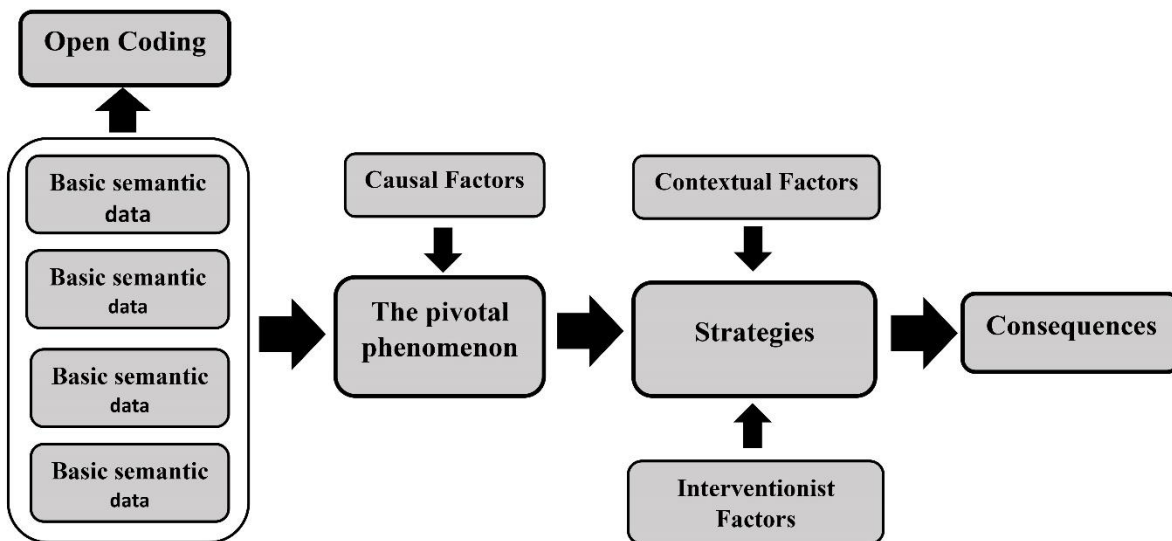 Open Coding
Basic semantic
data
Basic semantic
data
Basic semantic
data
Basic semantic
data
Causal Factors
The pivotal
phenomenon
Contextual Factors
Strategies
Interventionist
Factors
Consequences